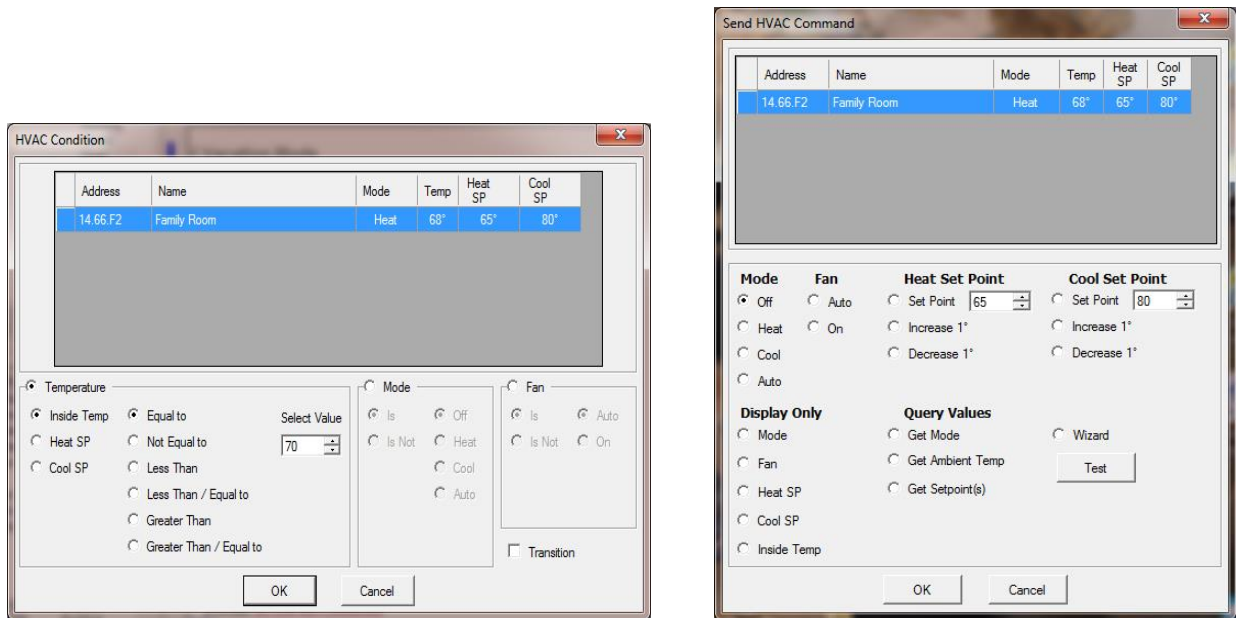 HVAC Condition
Address Name Mode Temp Heat SP Cool SP
14.66.F2 Family Room Heat 68° 65° 80°
Temperature Mode Fan
Inside Temp Equal to Select Value Is Off Is Auto
Heat SP Not Equal to 70 Is Not Heat Is Not On
Cool SP Less Than Cool
Less Than / Equal to Auto
Greater Than
Greater Than / Equal to Transition
OK Cancel
Send HVAC Command
Address Name Mode Temp Heat SP Cool SP
14.66.F2 Family Room Heat 68° 65° 80°
Mode Fan Heat Set Point Cool Set Point
Off Auto Set Point 65 Set Point 80
Heat On Increase 1° Increase 1°
Cool Decrease 1° Decrease 1°
Auto
Display Only Query Values
Mode Get Mode Wizard
Fan Get Ambient Temp Test
Heat SP Get Setpoint(s)
Cool SP
Inside Temp
OK Cancel